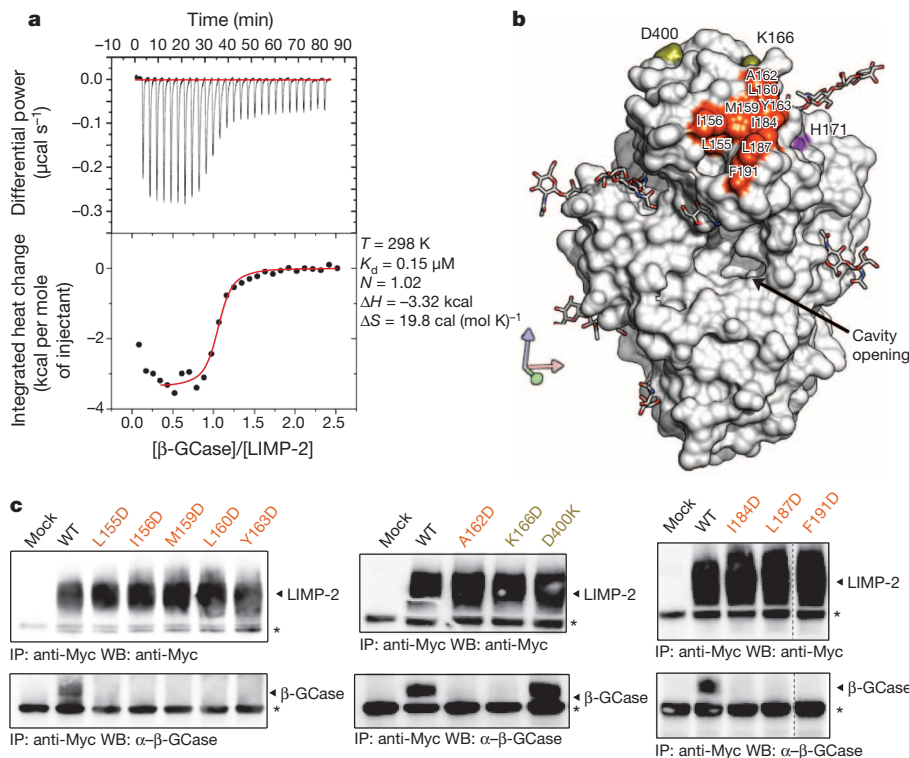 a
Time (min)
−10 0 10 20 30 40 50 60 70 80 90
0.0
−0.1
−0.2
−0.3
Differential power
(µcal s−1)
0
−2
−4
Integrated heat change
(kcal per mole
of injectant)
0.0 0.5 1.0 1.5 2.0 2.5
[β-GCase]/[LIMP-2]
T = 298 K
Kd = 0.15 µM
N = 1.02
ΔH = −3.32 kcal
ΔS = 19.8 cal (mol K)−1
b
D400
K166
A162
L160
M159 Y163
I156 I184
H171
L155 L187
F191
Cavity
opening
c
Mock WT L155D I156D M159D L160D Y163D
LIMP-2
*
IP: anti-Myc WB: anti-Myc
β-GCase
*
IP: anti-Myc WB: α–β-GCase
Mock WT A162D K166D D400K
LIMP-2
*
IP: anti-Myc WB: anti-Myc
β-GCase
*
IP: anti-Myc WB: α–β-GCase
Mock WT I184D L187D F191D
LIMP-2
*
IP: anti-Myc WB: anti-Myc
β-GCase
*
IP: anti-Myc WB: α–β-GCase